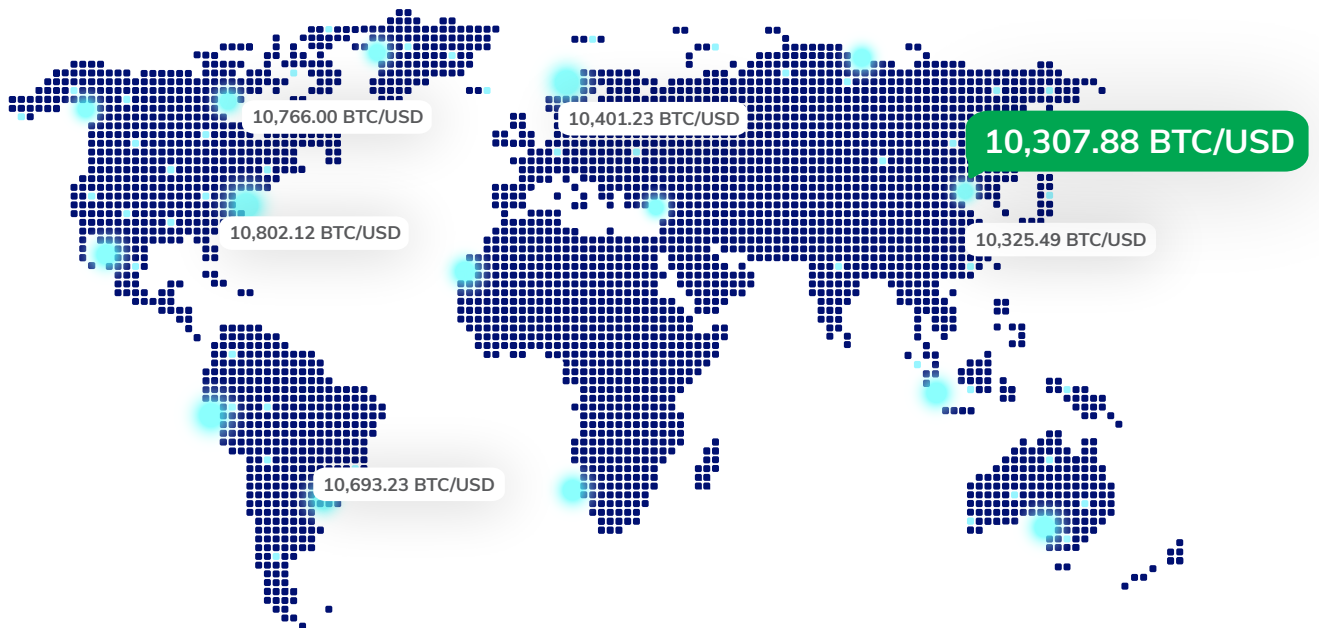 10,766.00 BTC/USD
10,401.23 BTC/USD
10,307.88 BTC/USD
10,802.12 BTC/USD
10,325.49 BTC/USD
10,693.23 BTC/USD